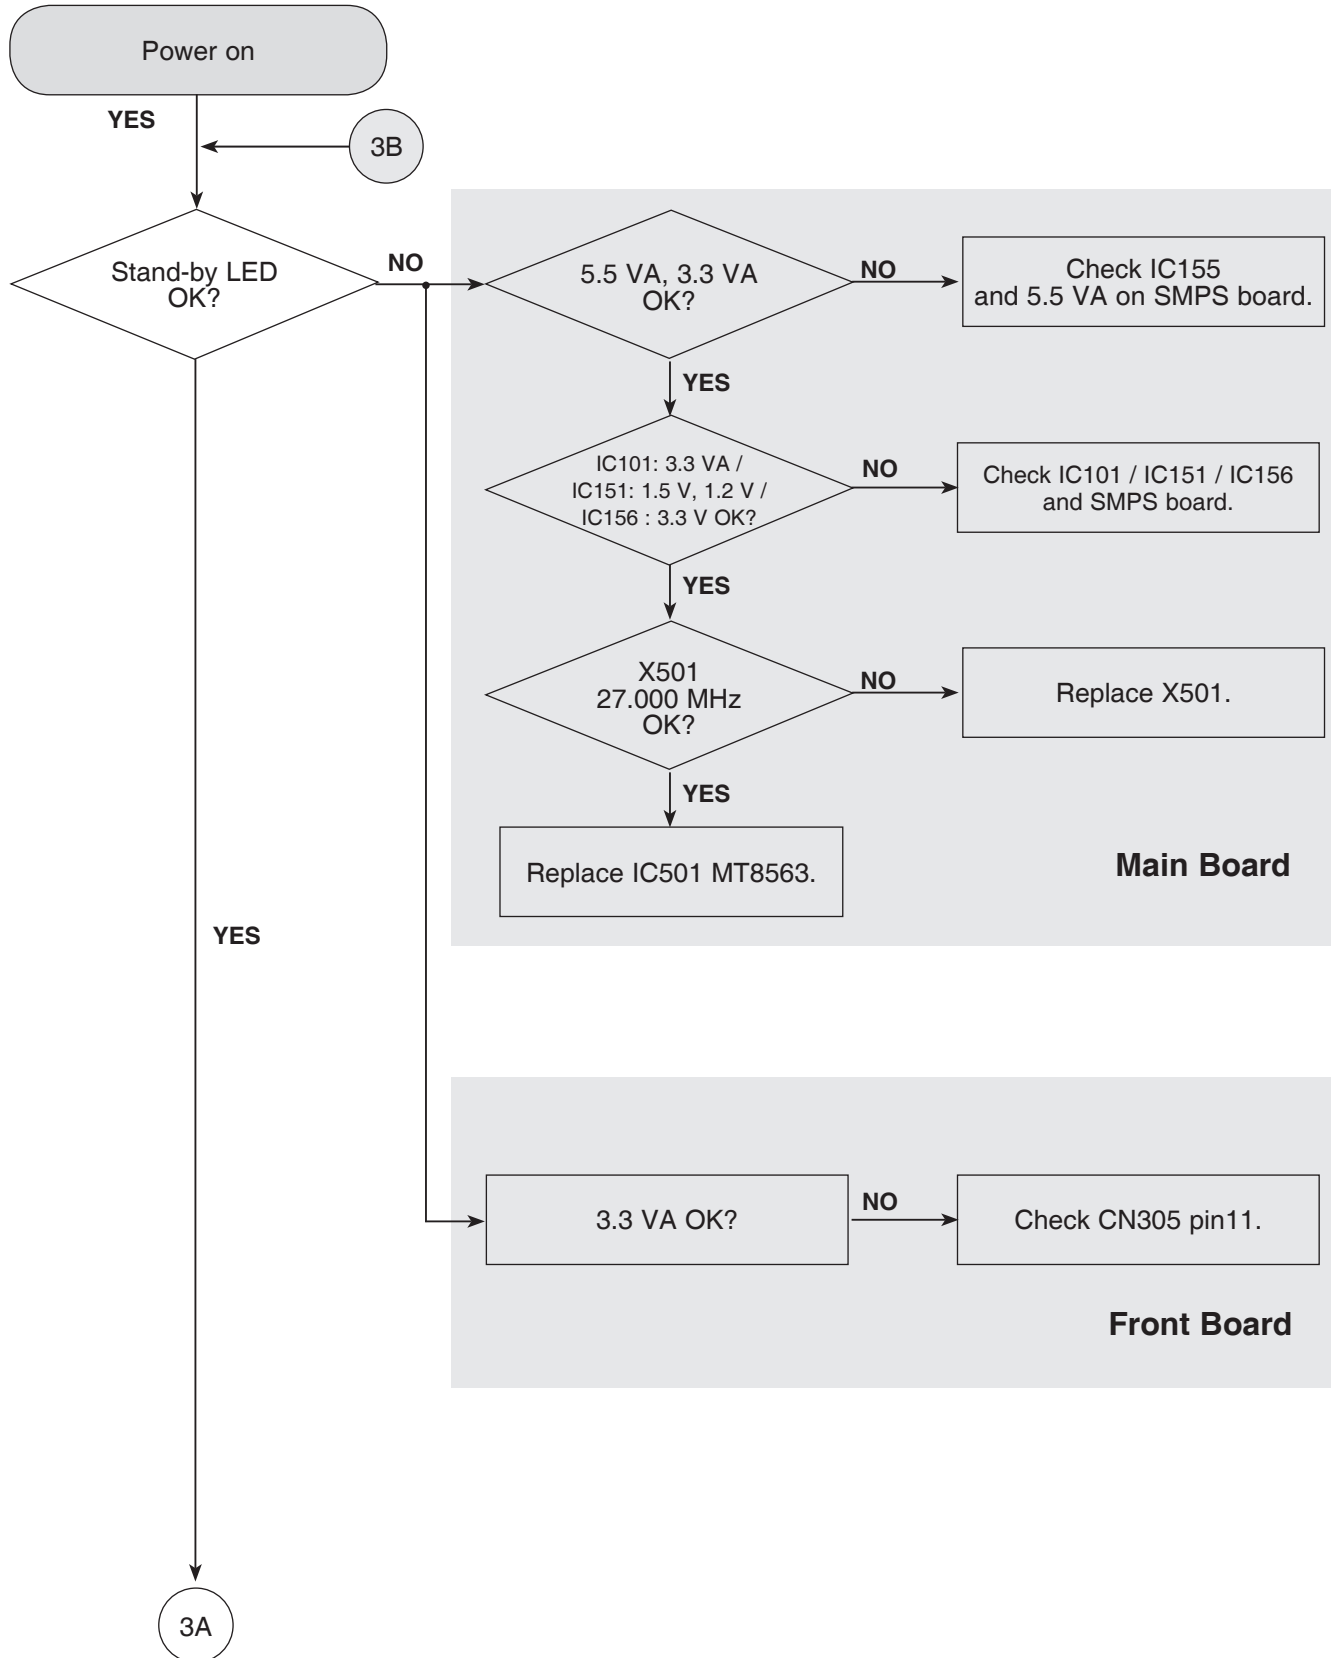 Power on
YES
3B
Stand-by LED
OK?
NO
5.5 VA, 3.3 VA
OK?
NO
Check IC155
and 5.5 VA on SMPS board.
YES
IC101: 3.3 VA /
IC151: 1.5 V, 1.2 V /
IC156 : 3.3 V OK?
NO
Check IC101 / IC151 / IC156
and SMPS board.
YES
X501
27.000 MHz
OK?
NO
Replace X501.
YES
Replace IC501 MT8563.
Main Board
YES
3.3 VA OK?
NO
Check CN305 pin11.
Front Board
3A